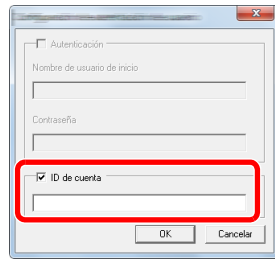 Autenticación
Nombre de usuario de inicio
Contraseña
ID de cuenta
OK
Cancelar